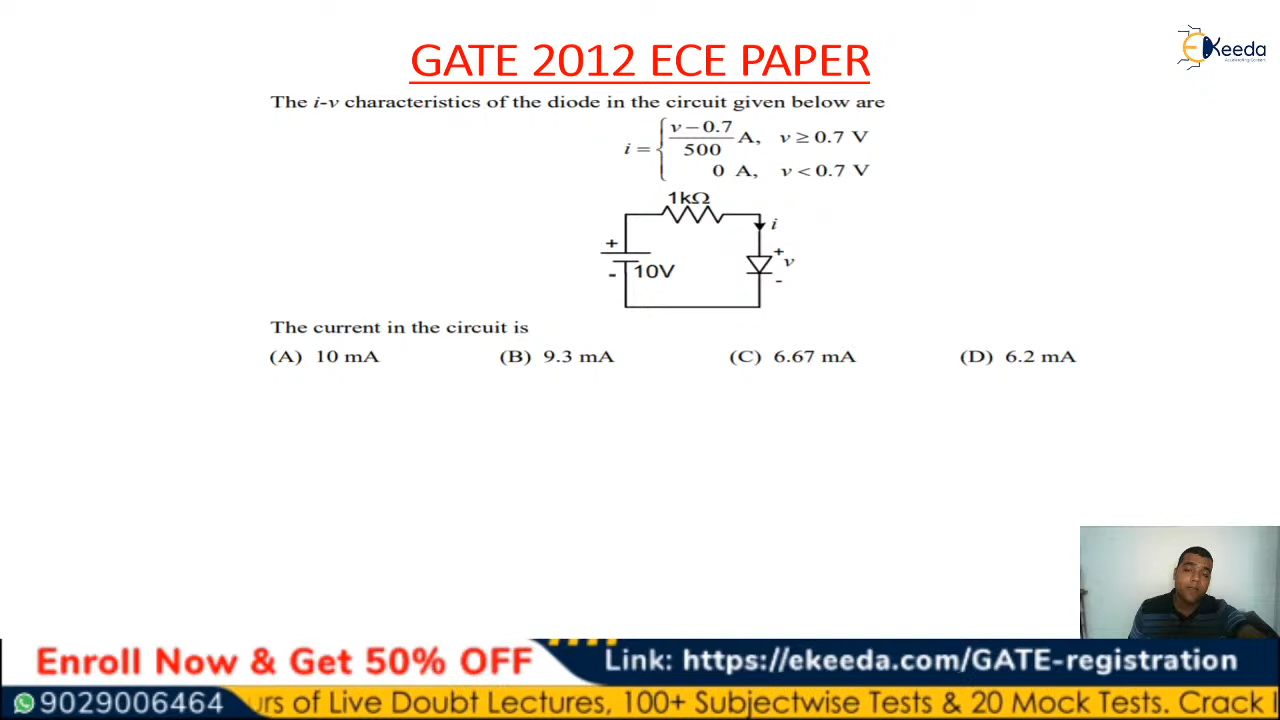 GATE 2012 ECE PAPER
Ekeeda
The i-v characteristics of the diode in the circuit given below are
i = { (v − 0.7)/500 A, v ≥ 0.7 V
0 A, v < 0.7 V
1kΩ
i
+
+
v
10V
-
-
The current in the circuit is
(A) 10 mA (B) 9.3 mA (C) 6.67 mA (D) 6.2 mA
Enroll Now & Get 50% OFF
Link: https://ekeeda.com/GATE-registration
9029006464
urs of Live Doubt Lectures, 100+ Subjectwise Tests & 20 Mock Tests. Crack